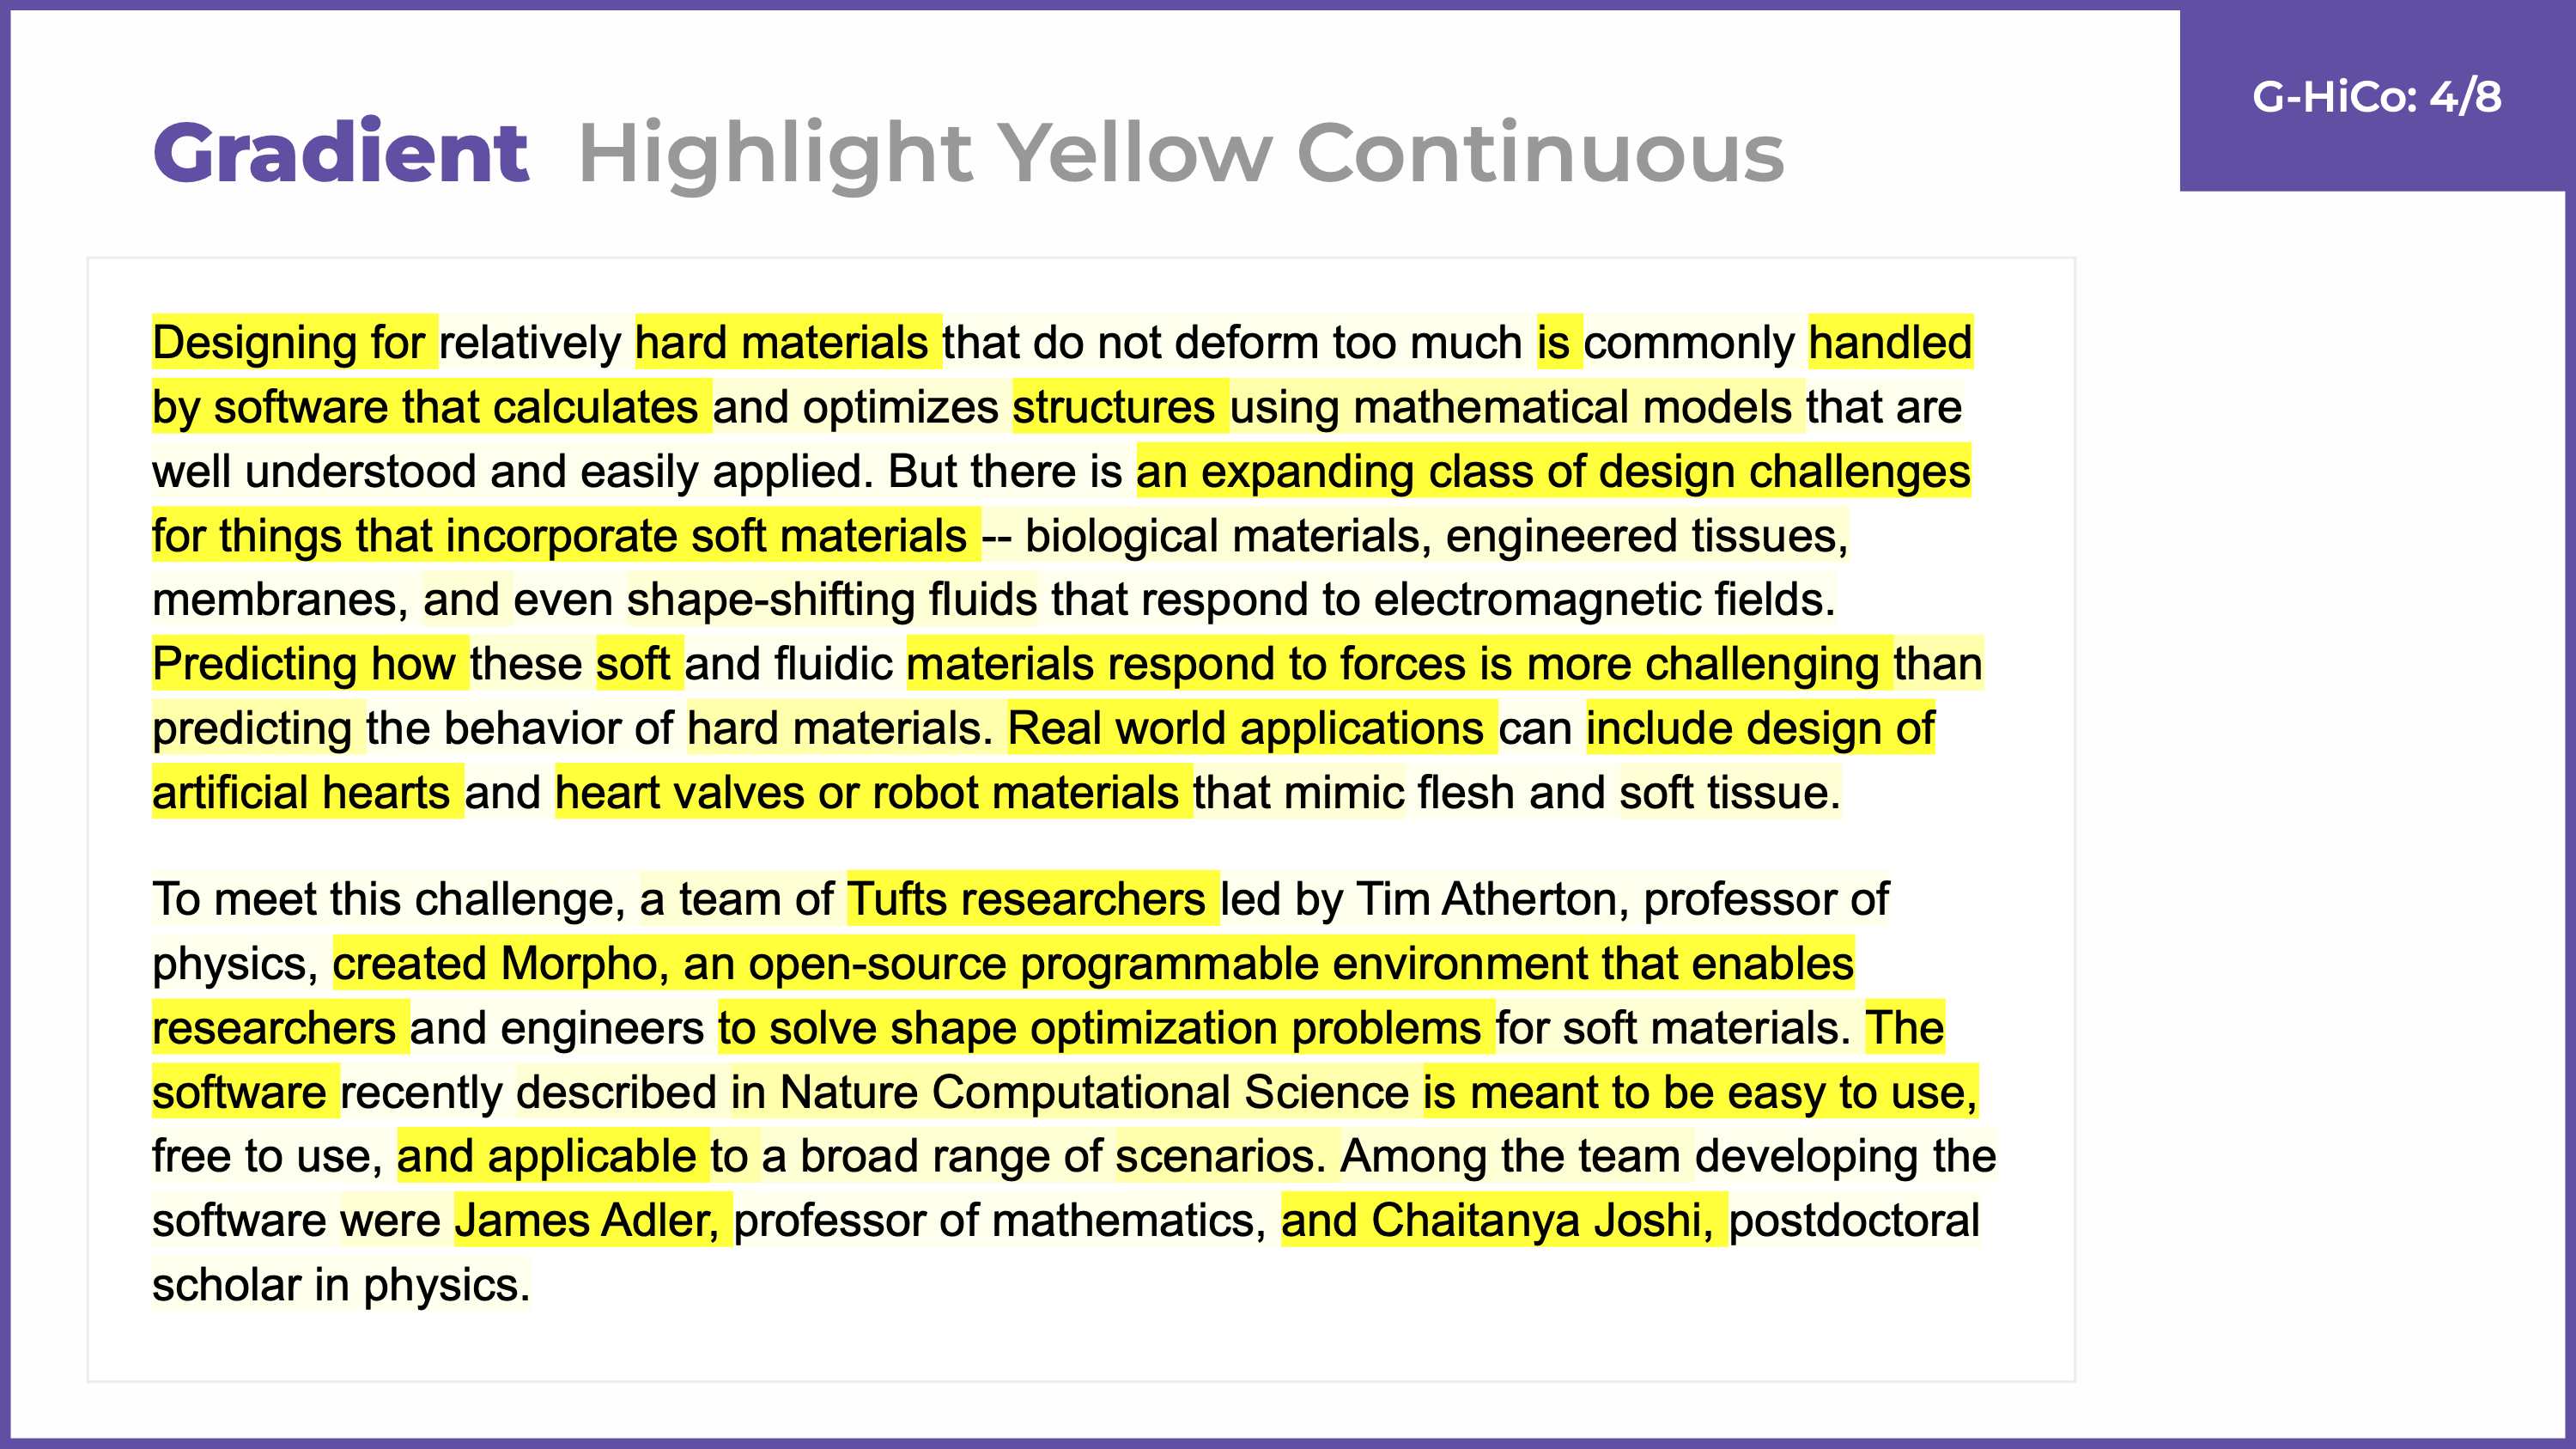 G-HiCo: 4/8
Gradient Highlight Yellow Continuous
Designing for relatively hard materials that do not deform too much is commonly handled
by software that calculates and optimizes structures using mathematical models that are
well understood and easily applied. But there is an expanding class of design challenges
for things that incorporate soft materials -- biological materials, engineered tissues,
membranes, and even shape-shifting fluids that respond to electromagnetic fields.
Predicting how these soft and fluidic materials respond to forces is more challenging than
predicting the behavior of hard materials. Real world applications can include design of
artificial hearts and heart valves or robot materials that mimic flesh and soft tissue.
To meet this challenge, a team of Tufts researchers led by Tim Atherton, professor of
physics, created Morpho, an open-source programmable environment that enables
researchers and engineers to solve shape optimization problems for soft materials. The
software recently described in Nature Computational Science is meant to be easy to use,
free to use, and applicable to a broad range of scenarios. Among the team developing the
software were James Adler, professor of mathematics, and Chaitanya Joshi, postdoctoral
scholar in physics.